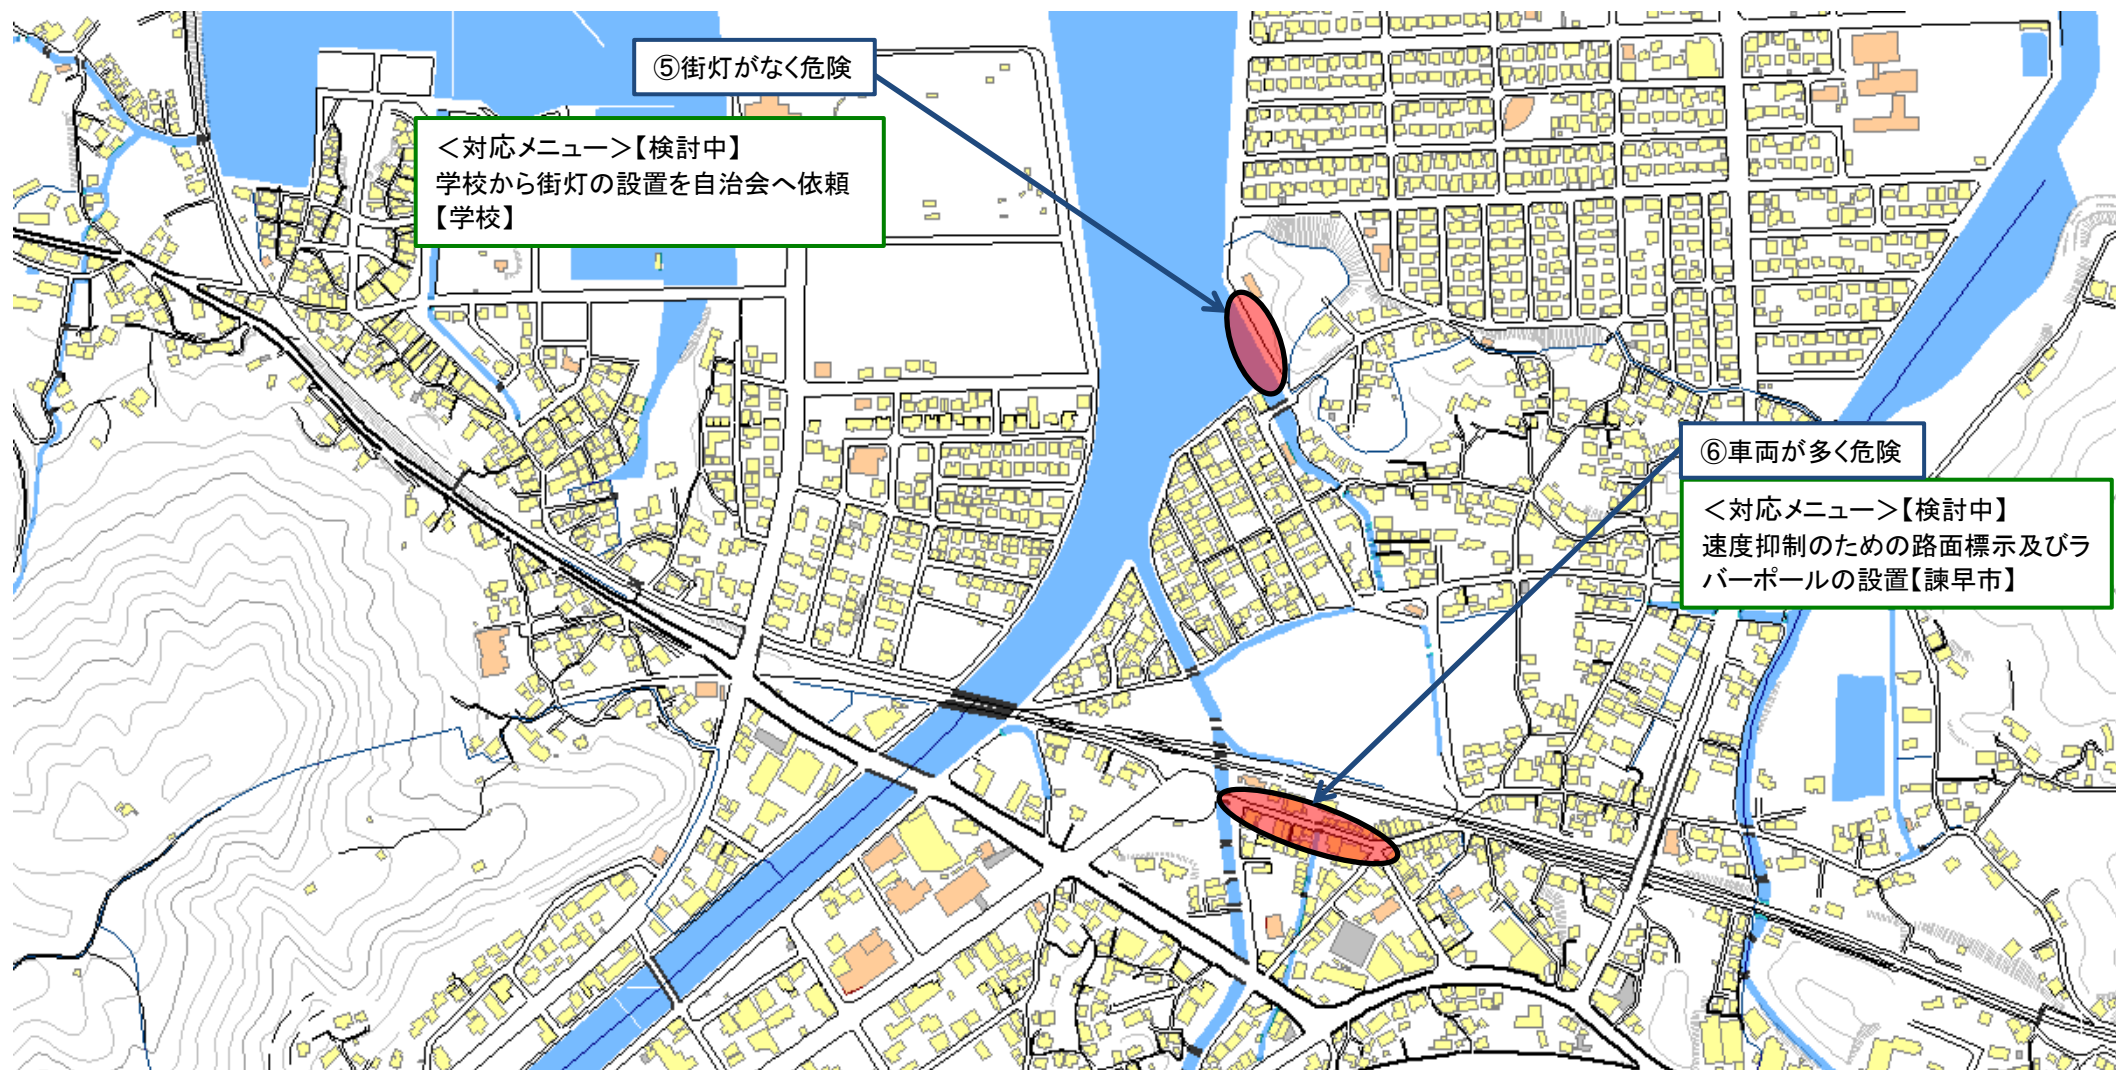 ⑤街灯がなく危険
＜対応メニュー＞【検討中】
学校から街灯の設置を自治会へ依頼
【学校】
⑥車両が多く危険
＜対応メニュー＞【検討中】
速度抑制のための路面標示及びラ
バーポールの設置【諫早市】